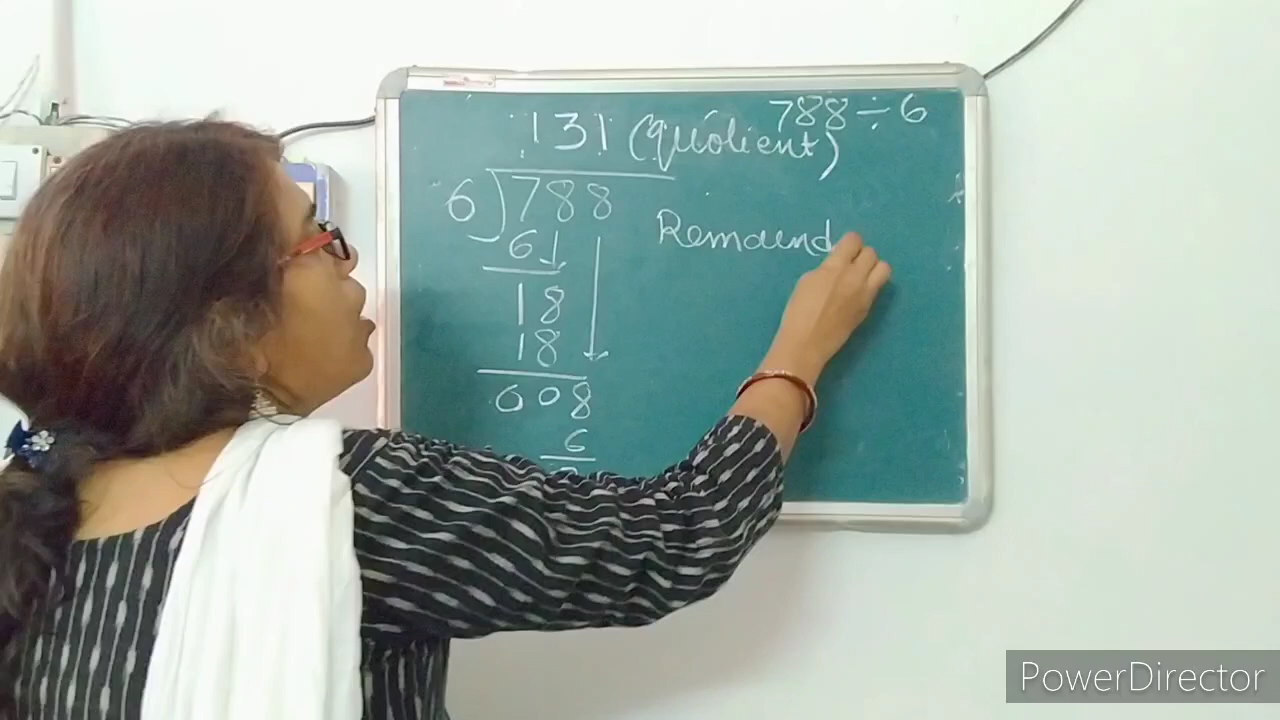 788÷6
131 (Quotient)
6)788
6↓
18
18
008
6
Remaind
PowerDirector